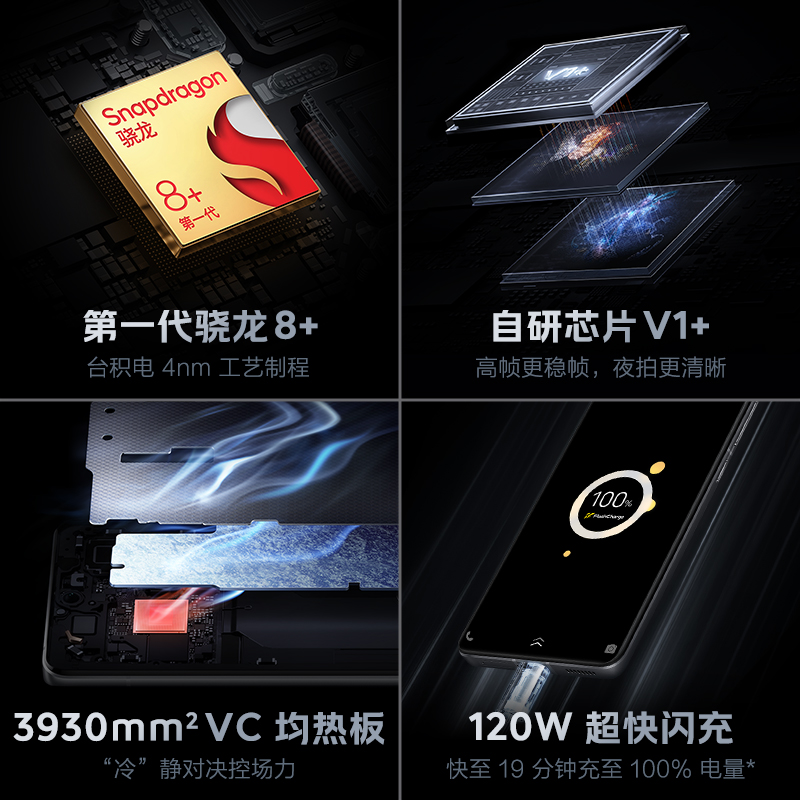 Snapdragon
骁龙
8+
第一代
第一代骁龙 8+
台积电 4nm 工艺制程
V1+
自研芯片 V1+
高帧更稳帧，夜拍更清晰
3930mm² VC 均热板
“冷”静对决控场力
100%
FlashCharge
120W 超快闪充
快至 19 分钟充至 100% 电量*